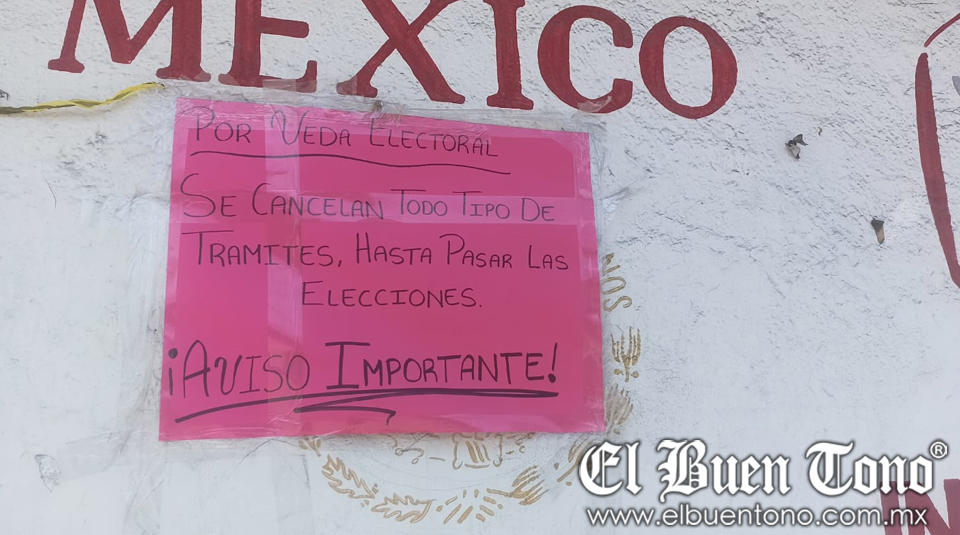 MÉXICO
POR VEDA ELECTORAL
SE CANCELAN TODO TIPO DE
TRAMITES, HASTA PASAR LAS
ELECCIONES.
¡AVISO IMPORTANTE!
El Buen Tono®
www.elbuentono.com.mx